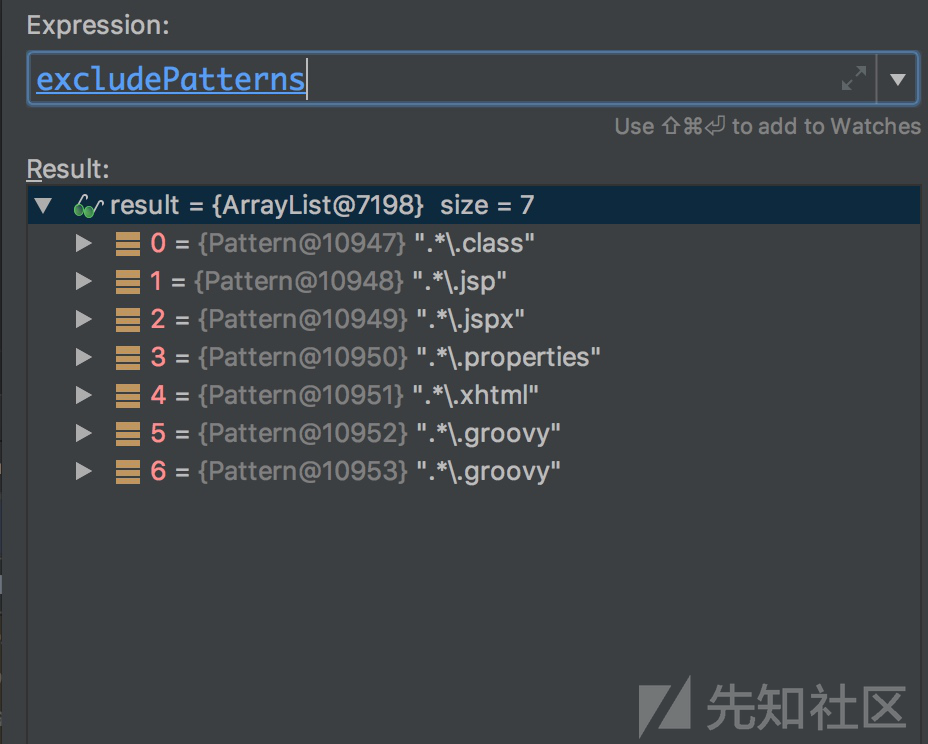 Expression:
excludePatterns
Use ⇧⌘⏎ to add to Watches
Result:
result = {ArrayList@7198} size = 7
0 = {Pattern@10947} ".*\.class"
1 = {Pattern@10948} ".*\.jsp"
2 = {Pattern@10949} ".*\.jspx"
3 = {Pattern@10950} ".*\.properties"
4 = {Pattern@10951} ".*\.xhtml"
5 = {Pattern@10952} ".*\.groovy"
6 = {Pattern@10953} ".*\.groovy"
先知社区